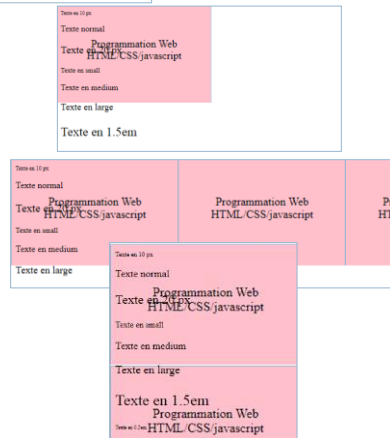 Texte en 10 px
Texte normal
Programmation Web
Texte en 20 px
HTML/CSS/javascript
Texte en small
Texte en medium
Texte en large
Texte en 1.5em
Texte en 10 px
Texte normal
Programmation Web
Programmation Web
Texte en 20 px
HTML/CSS/javascript
HTML/CSS/javascript
Texte en small
Texte en medium
Texte en large
Texte en 10 px
Texte normal
Programmation Web
Texte en 20 px
HTML/CSS/javascript
Texte en small
Texte en medium
Texte en large
Texte en 1.5em
Programmation Web
Texte en 0.5em
HTML/CSS/javascript